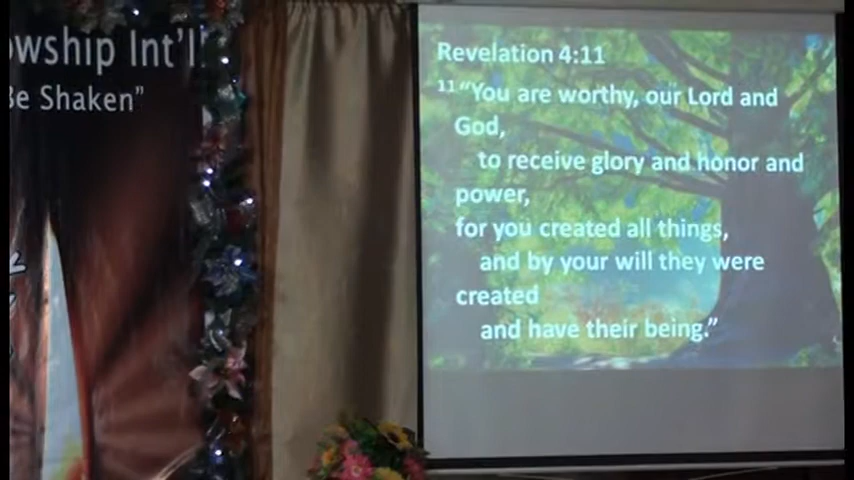 owship Int'l
Be Shaken"
Revelation 4:11
11 "You are worthy, our Lord and
God,
to receive glory and honor and
power,
for you created all things,
and by your will they were
created
and have their being."